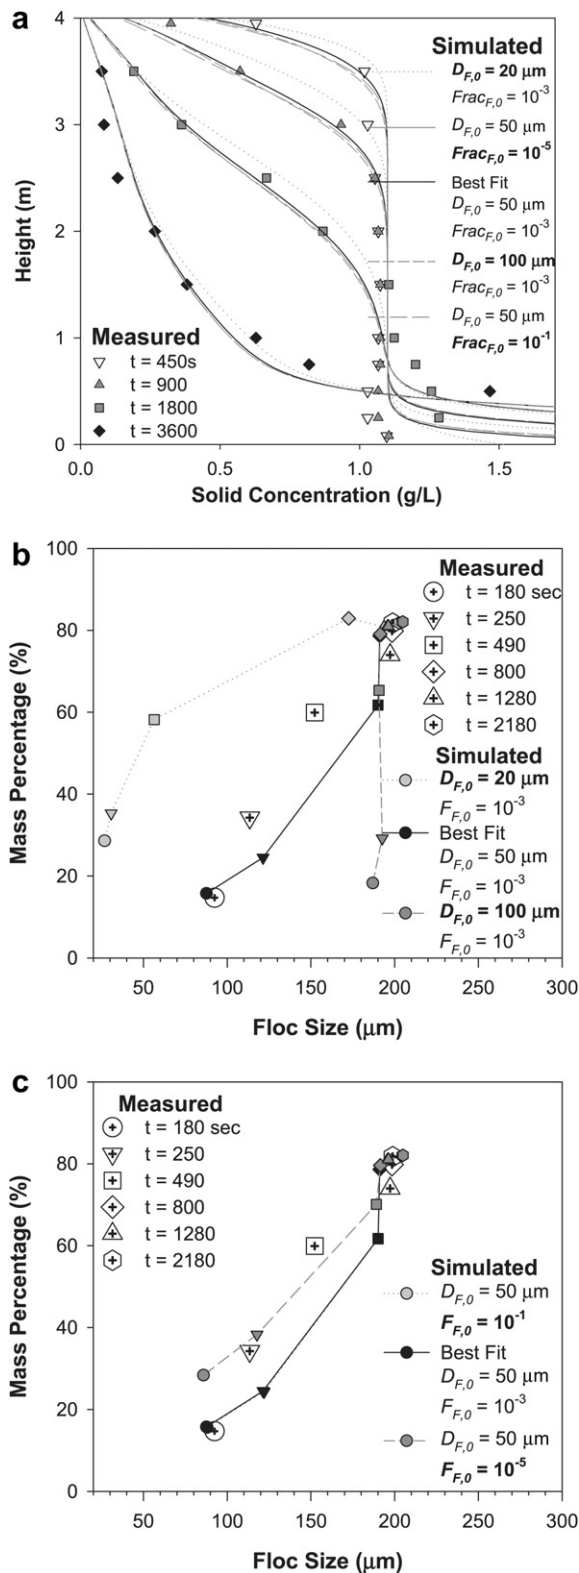 a
4
3
2
1
0
Height (m)
0.0 0.5 1.0 1.5
Solid Concentration (g/L)
Measured
t = 450s
t = 900
t = 1800
t = 3600
Simulated
D_F,0 = 20 μm
Frac_F,0 = 10^-3
D_F,0 = 50 μm
Frac_F,0 = 10^-5
Best Fit
D_F,0 = 50 μm
Frac_F,0 = 10^-3
D_F,0 = 100 μm
Frac_F,0 = 10^-3
D_F,0 = 50 μm
Frac_F,0 = 10^-1
b
100
80
60
40
20
0
Mass Percentage (%)
50 100 150 200 250 300
Floc Size (μm)
Measured
t = 180 sec
t = 250
t = 490
t = 800
t = 1280
t = 2180
Simulated
D_F,0 = 20 μm
F_F,0 = 10^-3
Best Fit
D_F,0 = 50 μm
F_F,0 = 10^-3
D_F,0 = 100 μm
F_F,0 = 10^-3
c
100
80
60
40
20
0
Mass Percentage (%)
50 100 150 200 250 300
Floc Size (μm)
Measured
t = 180 sec
t = 250
t = 490
t = 800
t = 1280
t = 2180
Simulated
D_F,0 = 50 μm
F_F,0 = 10^-1
Best Fit
D_F,0 = 50 μm
F_F,0 = 10^-3
D_F,0 = 50 μm
F_F,0 = 10^-5